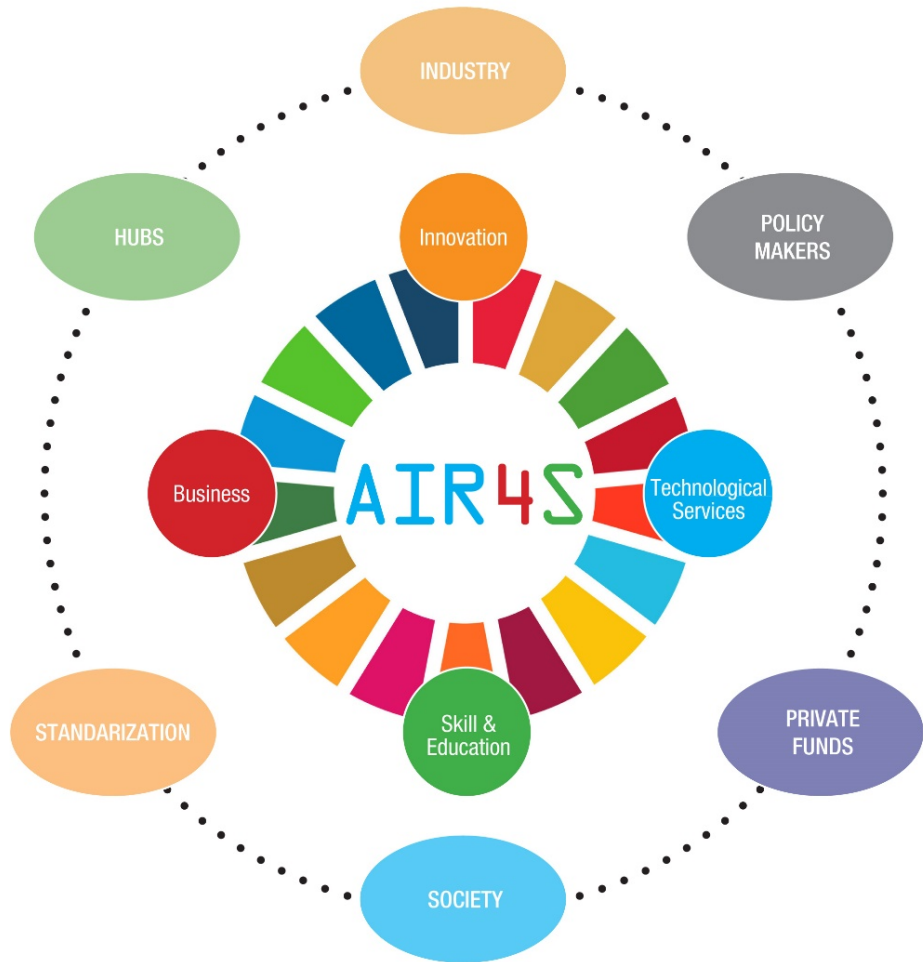 INDUSTRY
HUBS
POLICY
MAKERS
Innovation
Business
AIR4S
Technological
Services
Skill &
Education
STANDARIZATION
PRIVATE
FUNDS
SOCIETY